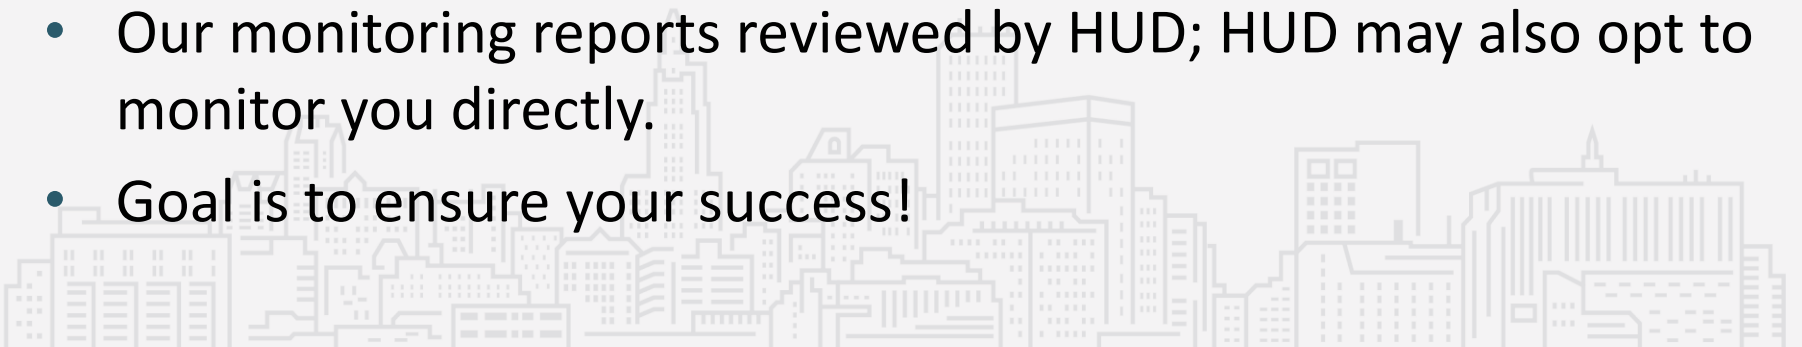 • Our monitoring reports reviewed by HUD; HUD may also opt to
monitor you directly.
• Goal is to ensure your success!